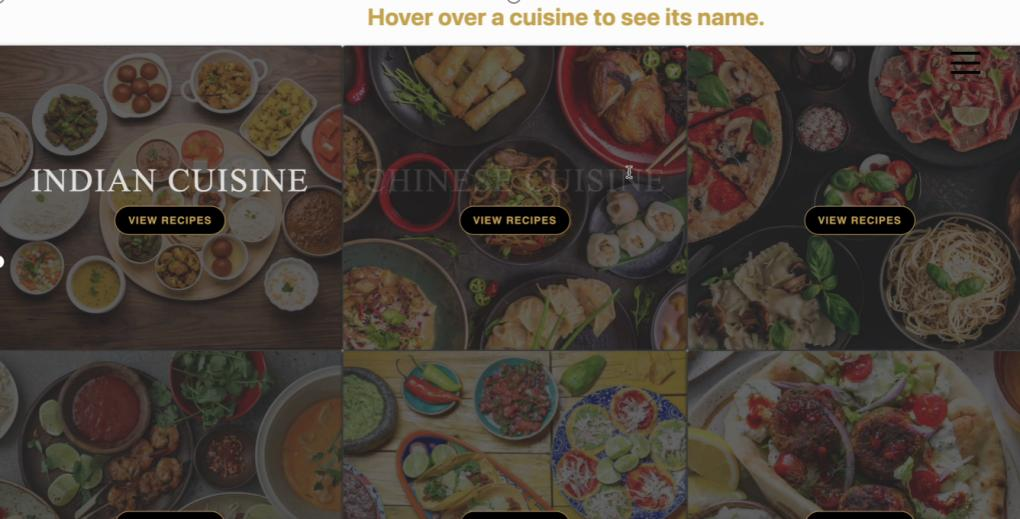 Hover over a cuisine to see its name.
INDIAN CUISINE
CHINESE CUISINE
VIEW RECIPES
VIEW RECIPES
VIEW RECIPES